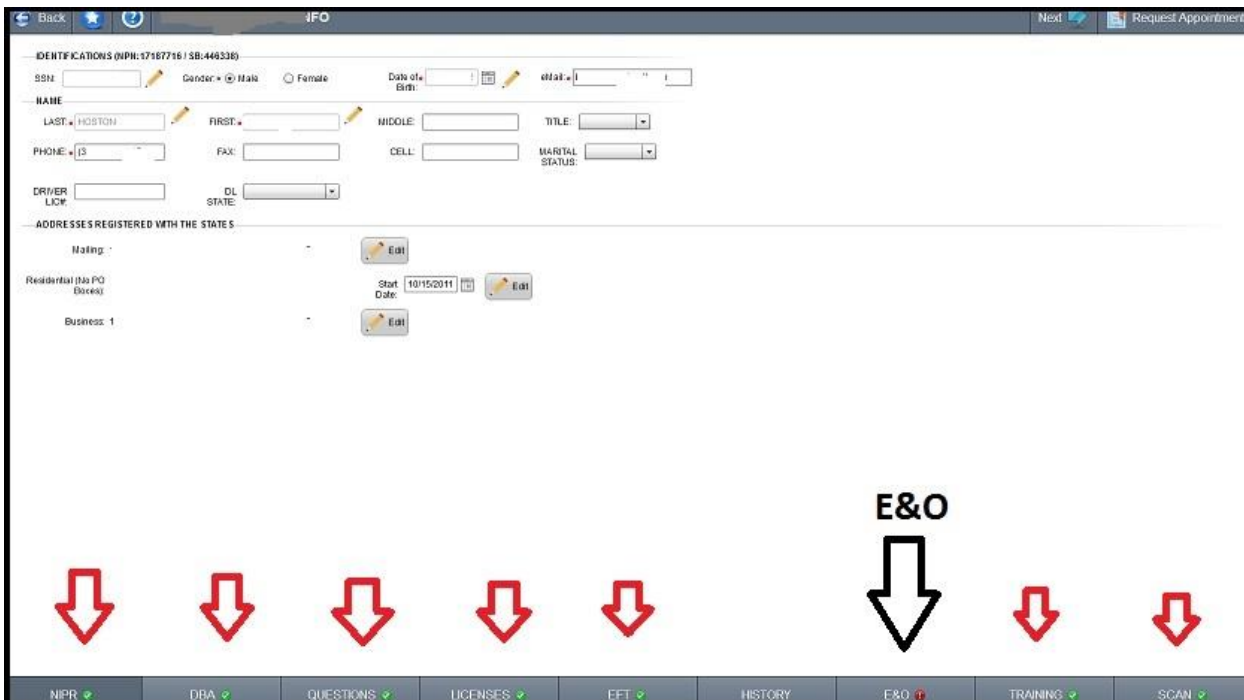 Back NFO Next Request Appointment
IDENTIFICATIONS (NPN:17187716 / SB:446338)
SSN: Gender:* Male Female Date of Birth:* eMail:*
NAME
LAST:* HOSTON FIRST:* MIDDLE: TITLE:
PHONE:* (3 FAX: CELL: MARITAL STATUS:
DRIVER LIC#: DL STATE:
ADDRESSES REGISTERED WITH THE STATES
Mailing: Edit
Residential (No PO Boxes): Start Date: 10/15/2011 Edit
Business: 1 Edit
E&O
NIPR DBA QUESTIONS LICENSES EFT HISTORY E&O TRAINING SCAN